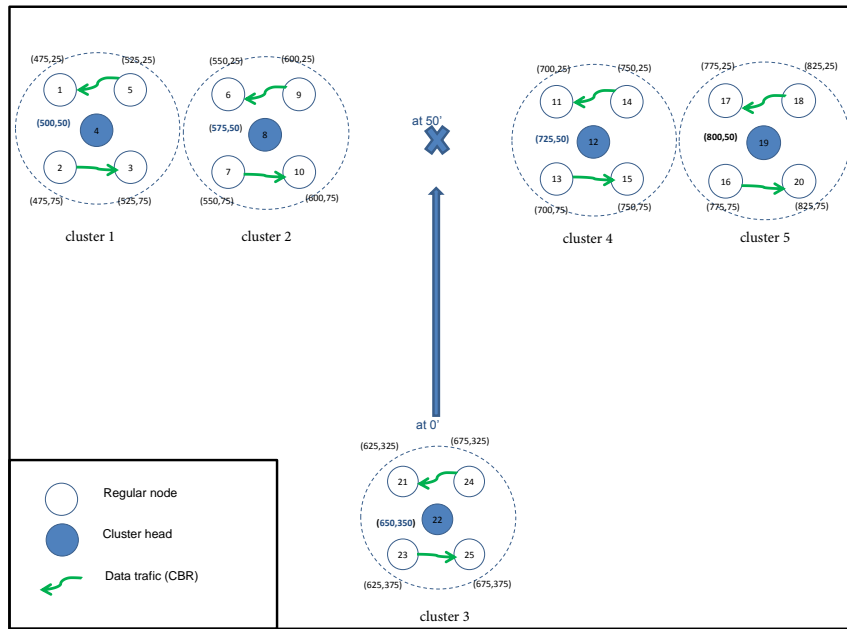 (475,25) (525,25)
1 5
(500,50) 4
2 3
(475,75) (525,75)
cluster 1
(550,25) (600,25)
6 9
(575,50) 8
7 10
(550,75) (600,75)
cluster 2
at 50'
(700,25) (750,25)
11 14
(725,50) 12
13 15
(700,75) (750,75)
cluster 4
(775,25) (825,25)
17 18
(800,50) 19
16 20
(775,75) (825,75)
cluster 5
at 0'
(625,325) (675,325)
21 24
(650,350) 22
23 25
(625,375) (675,375)
cluster 3
Regular node
Cluster head
Data trafic (CBR)